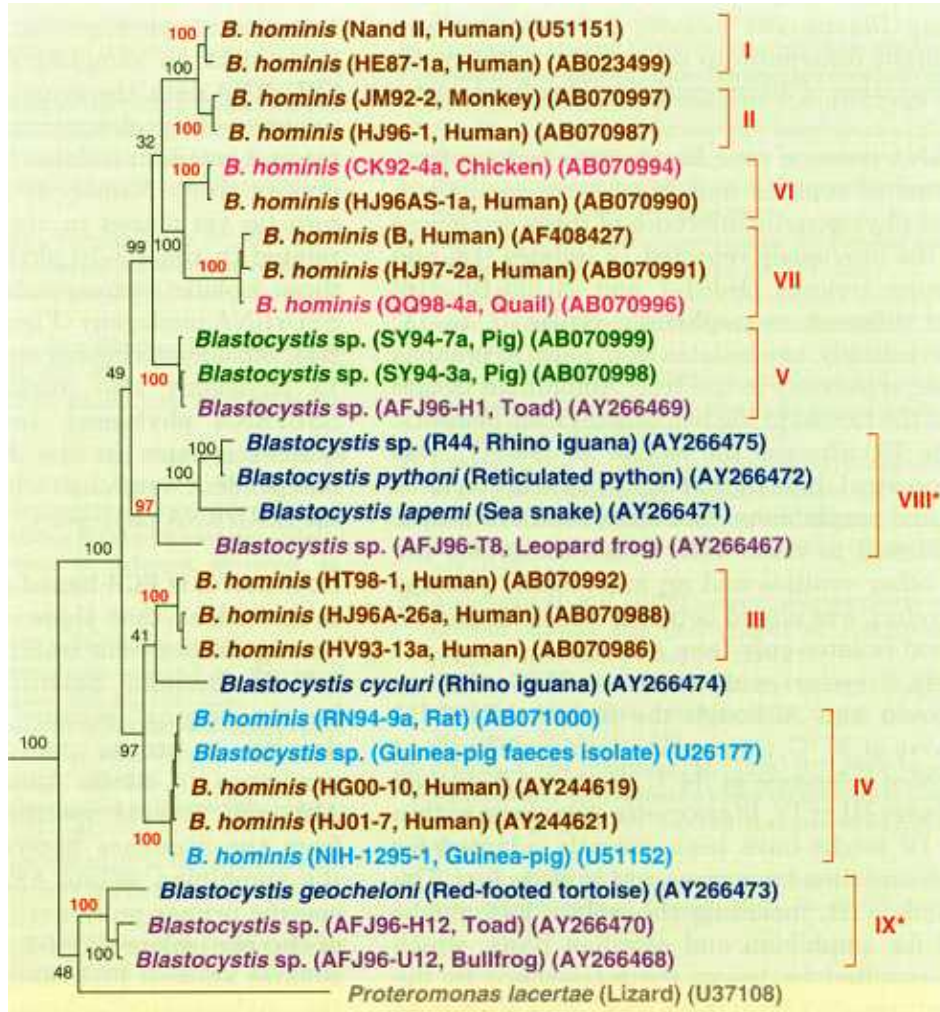 100 B. hominis (Nand II, Human) (U51151)
I
100 B. hominis (HE87-1a, Human) (AB023499)
B. hominis (JM92-2, Monkey) (AB070997)
II
100 B. hominis (HJ96-1, Human) (AB070987)
32
100 B. hominis (CK92-4a, Chicken) (AB070994)
VI
B. hominis (HJ96AS-1a, Human) (AB070990)
99 100 B. hominis (B, Human) (AF408427)
100 B. hominis (HJ97-2a, Human) (AB070991)
VII
B. hominis (QQ98-4a, Quail) (AB070996)
Blastocystis sp. (SY94-7a, Pig) (AB070999)
49 100 Blastocystis sp. (SY94-3a, Pig) (AB070998)
V
Blastocystis sp. (AFJ96-H1, Toad) (AY266469)
100 Blastocystis sp. (R44, Rhino iguana) (AY266475)
100 Blastocystis pythoni (Reticulated python) (AY266472)
VIII*
97 Blastocystis lapemi (Sea snake) (AY266471)
100 Blastocystis sp. (AFJ96-T8, Leopard frog) (AY266467)
100 B. hominis (HT98-1, Human) (AB070992)
B. hominis (HJ96A-26a, Human) (AB070988)
III
41 B. hominis (HV93-13a, Human) (AB070986)
Blastocystis cycluri (Rhino iguana) (AY266474)
B. hominis (RN94-9a, Rat) (AB071000)
100 97 Blastocystis sp. (Guinea-pig faeces isolate) (U26177)
B. hominis (HG00-10, Human) (AY244619)
IV
B. hominis (HJ01-7, Human) (AY244621)
100 B. hominis (NIH-1295-1, Guinea-pig) (U51152)
Blastocystis geocheloni (Red-footed tortoise) (AY266473)
100 Blastocystis sp. (AFJ96-H12, Toad) (AY266470)
IX*
100 Blastocystis sp. (AFJ96-U12, Bullfrog) (AY266468)
48
Proteromonas lacertae (Lizard) (U37108)